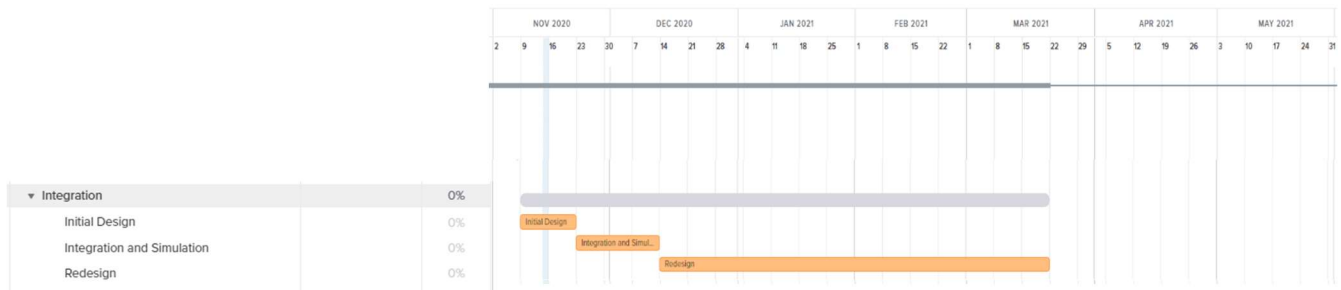 NOV 2020 DEC 2020 JAN 2021 FEB 2021 MAR 2021 APR 2021 MAY 2021
2 9 16 23 30 7 14 21 28 4 11 18 25 1 8 15 22 1 8 15 22 29 5 12 19 26 3 10 17 24 31
Integration 0%
Initial Design 0% Initial Design
Integration and Simulation 0% Integration and Simul...
Redesign 0% Redesign